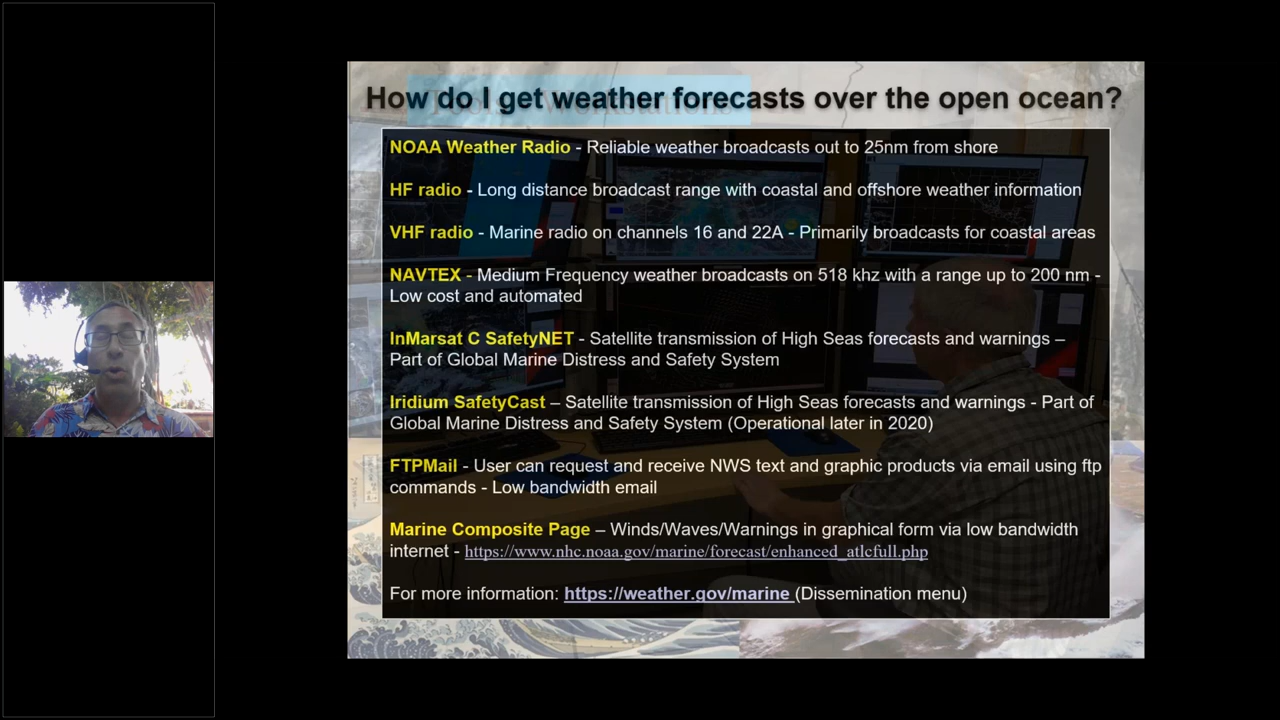 How do I get weather forecasts over the open ocean?
NOAA Weather Radio - Reliable weather broadcasts out to 25nm from shore
HF radio - Long distance broadcast range with coastal and offshore weather information
VHF radio - Marine radio on channels 16 and 22A - Primarily broadcasts for coastal areas
NAVTEX - Medium Frequency weather broadcasts on 518 khz with a range up to 200 nm -
Low cost and automated
InMarsat C SafetyNET - Satellite transmission of High Seas forecasts and warnings –
Part of Global Marine Distress and Safety System
Iridium SafetyCast – Satellite transmission of High Seas forecasts and warnings - Part of
Global Marine Distress and Safety System (Operational later in 2020)
FTPMail - User can request and receive NWS text and graphic products via email using ftp
commands - Low bandwidth email
Marine Composite Page – Winds/Waves/Warnings in graphical form via low bandwidth
internet - https://www.nhc.noaa.gov/marine/forecast/enhanced_atlcfull.php
For more information: https://weather.gov/marine (Dissemination menu)